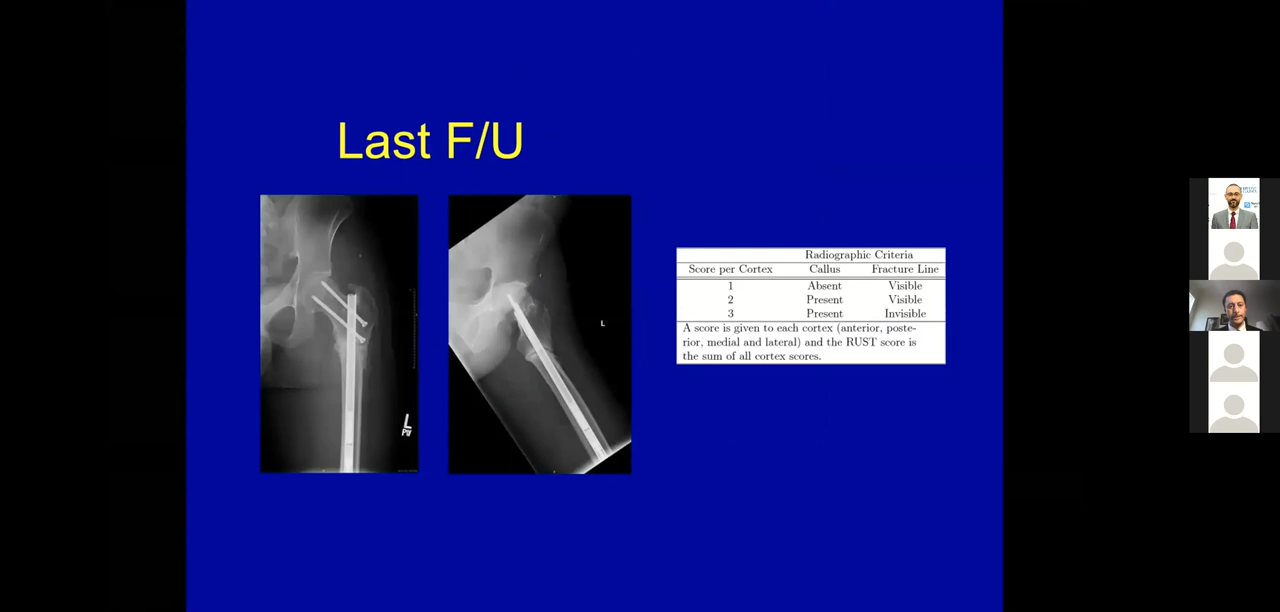 Last F/U
L
PW
L
Radiographic Criteria
Score per Cortex Callus Fracture Line
1 Absent Visible
2 Present Visible
3 Present Invisible
A score is given to each cortex (anterior, poste-
rior, medial and lateral) and the RUST score is
the sum of all cortex scores.